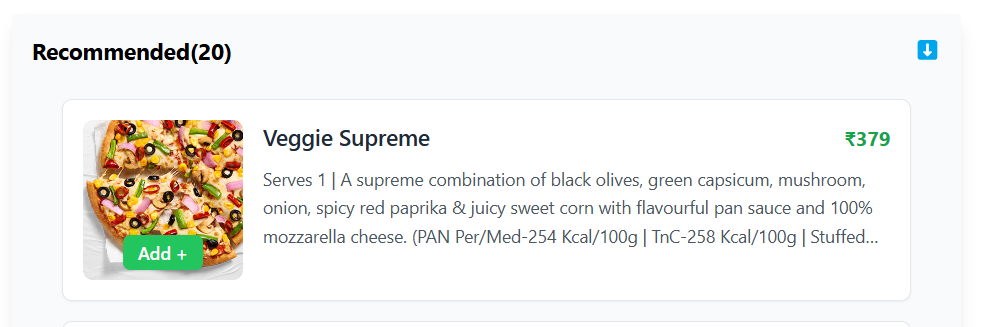 Recommended(20)
Veggie Supreme
₹379
Serves 1 | A supreme combination of black olives, green capsicum, mushroom,
onion, spicy red paprika & juicy sweet corn with flavourful pan sauce and 100%
mozzarella cheese. (PAN Per/Med-254 Kcal/100g | TnC-258 Kcal/100g | Stuffed...
Add +